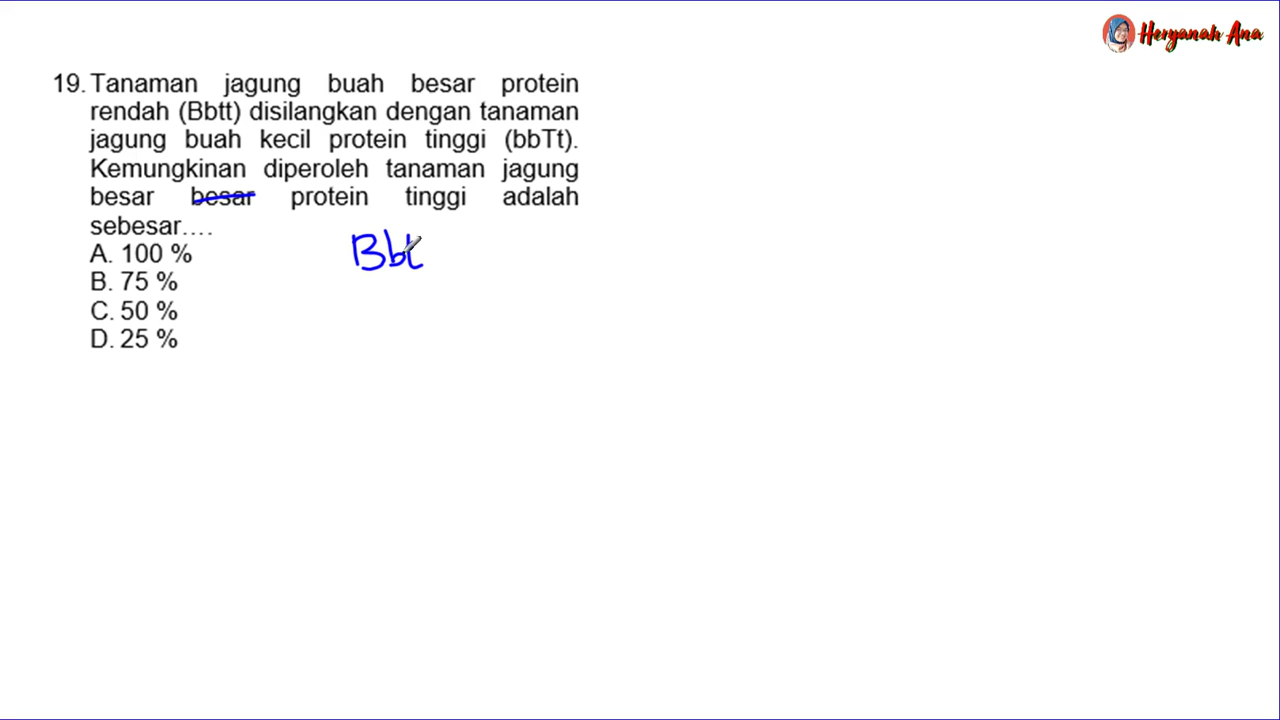 Heryanah Ana
19. Tanaman jagung buah besar protein
rendah (Bbtt) disilangkan dengan tanaman
jagung buah kecil protein tinggi (bbTt).
Kemungkinan diperoleh tanaman jagung
besar besar protein tinggi adalah
sebesar....
Bbt
A. 100 %
B. 75 %
C. 50 %
D. 25 %